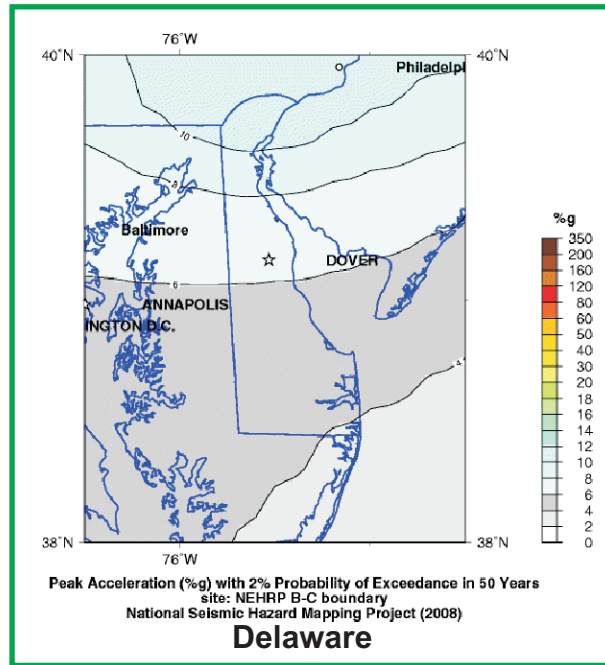 76°W
40°N
40°N
Philadelpl
10
8
Baltimore
DOVER
6
ANNAPOLIS
INGTON D.C.
4
38°N
38°N
76°W
%g
350
200
160
120
80
60
50
40
30
20
18
16
14
12
10
8
6
4
2
0
Peak Acceleration (%g) with 2% Probability of Exceedance in 50 Years
site: NEHRP B-C boundary
National Seismic Hazard Mapping Project (2008)
Delaware